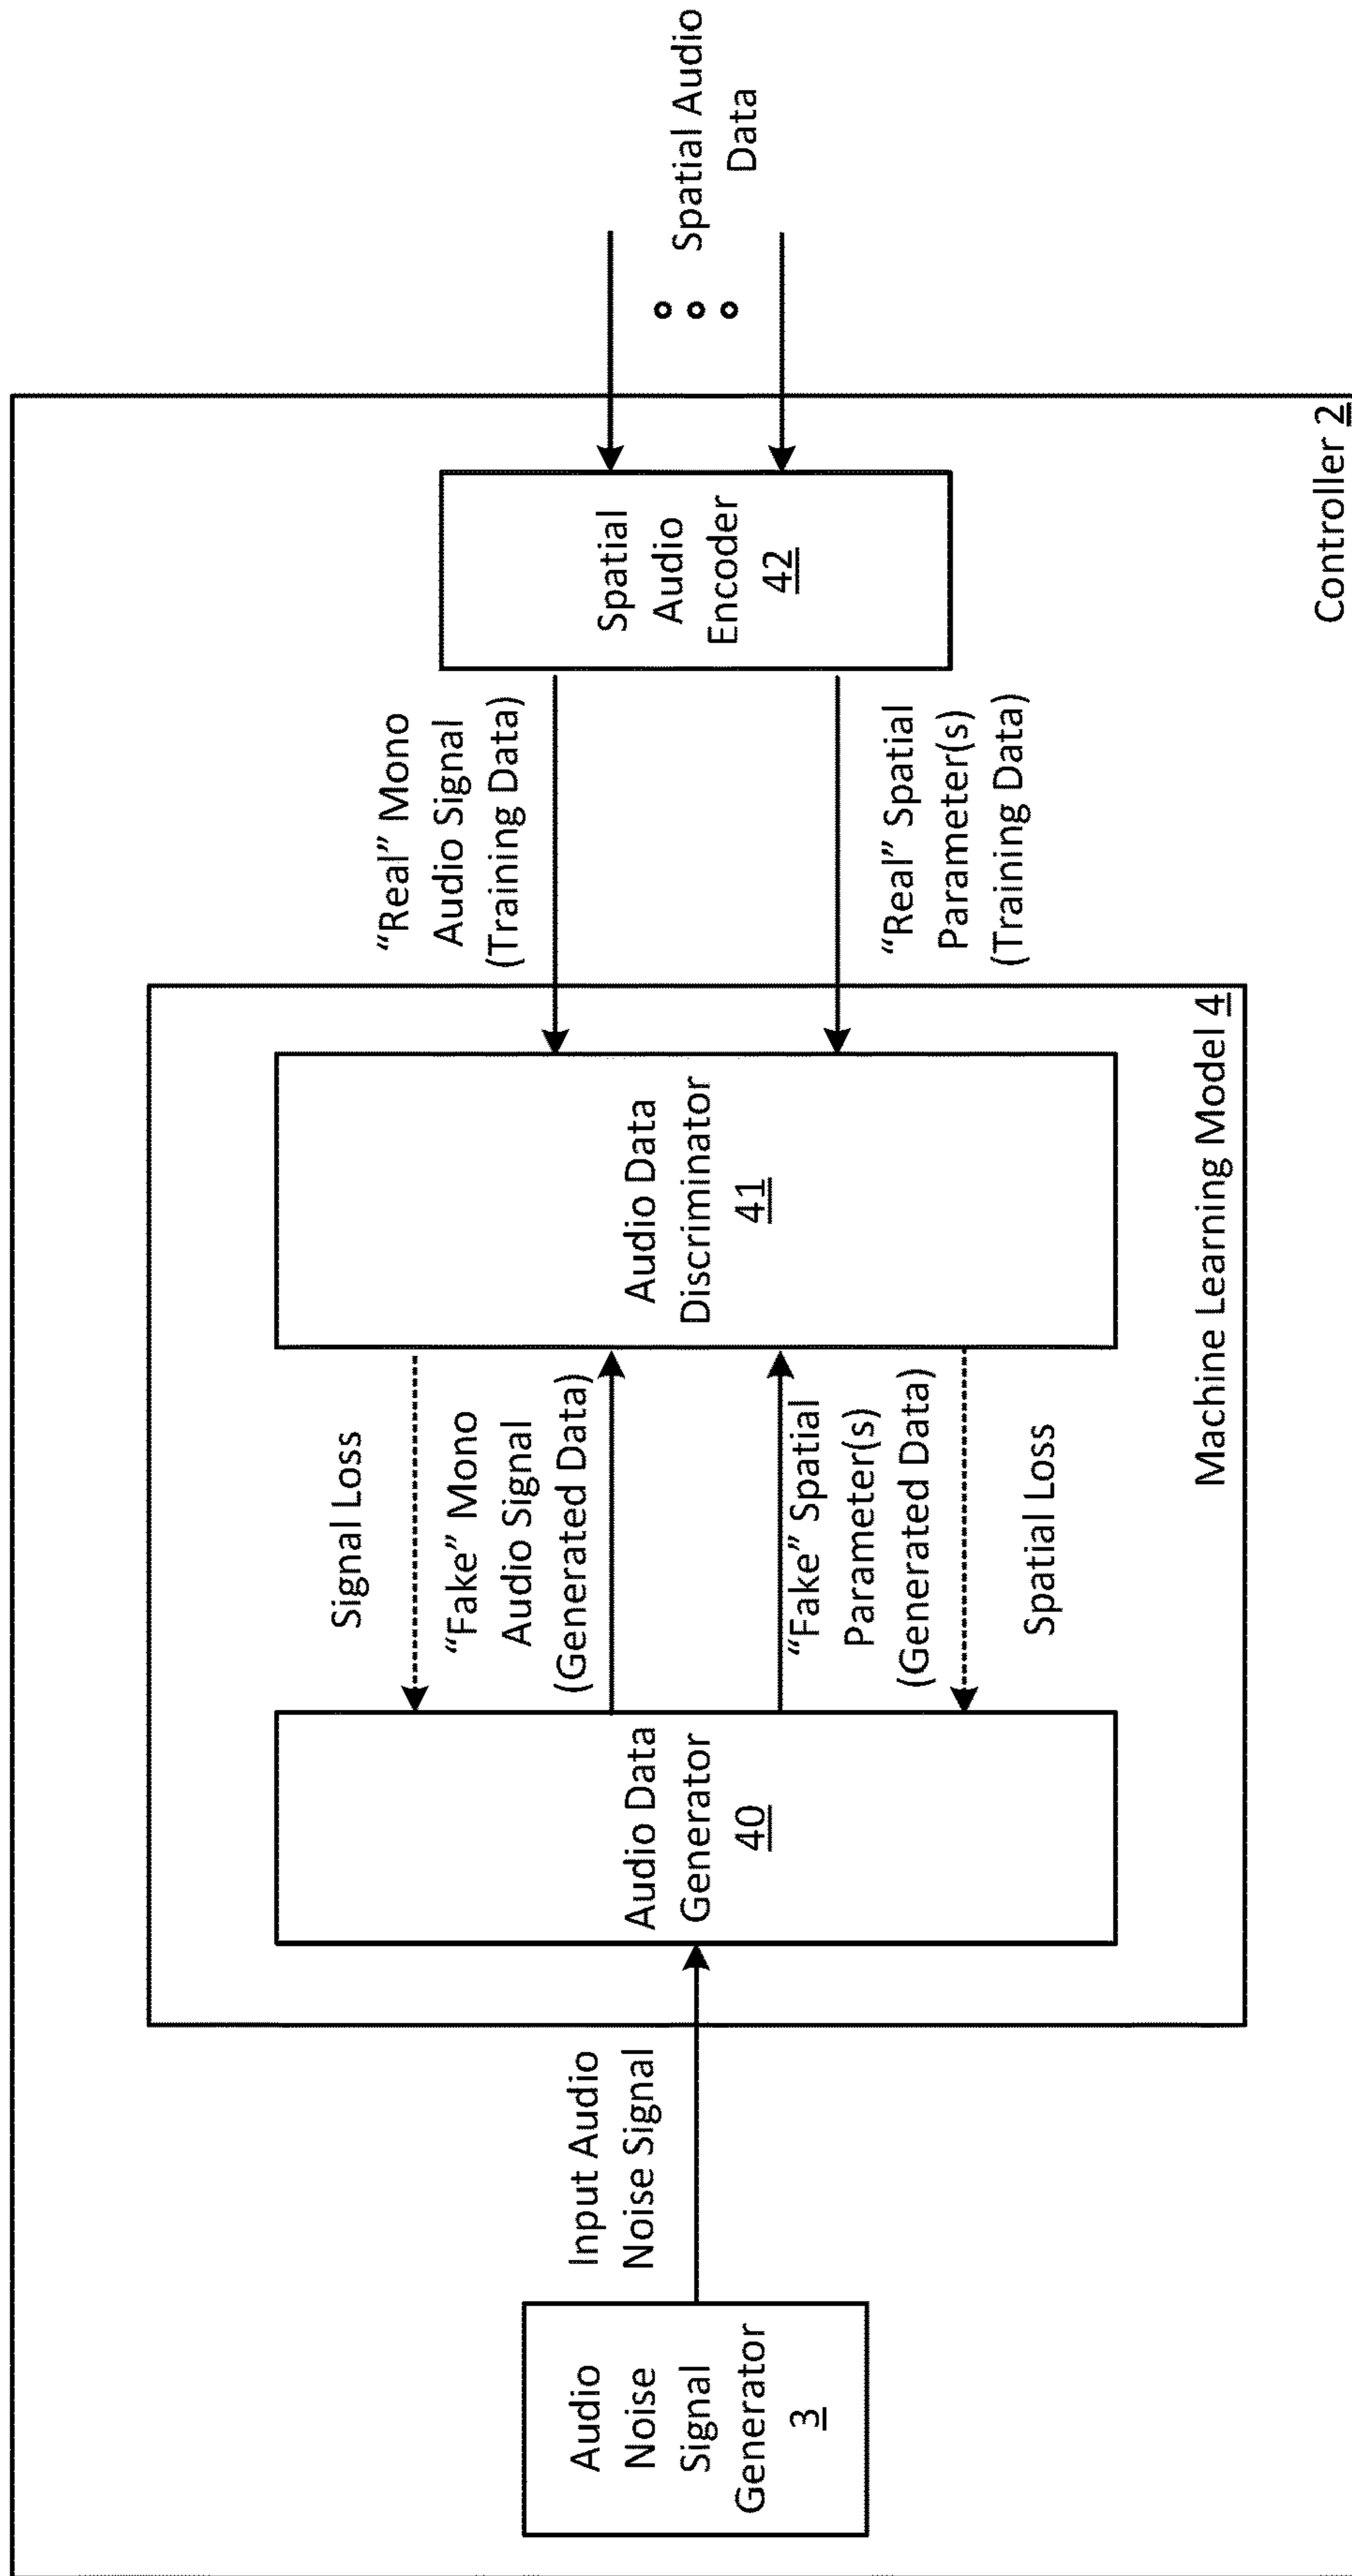 Audio
Noise
Signal
Generator
3
Input Audio
Noise Signal
Audio Data
Generator
40
Signal Loss
“Fake” Mono
Audio Signal
(Generated Data)
“Fake” Spatial
Parameter(s)
(Generated Data)
Spatial Loss
Audio Data
Discriminator
41
Machine Learning Model 4
“Real” Mono
Audio Signal
(Training Data)
“Real” Spatial
Parameter(s)
(Training Data)
Spatial
Audio
Encoder
42
Controller 2
Spatial Audio
Data